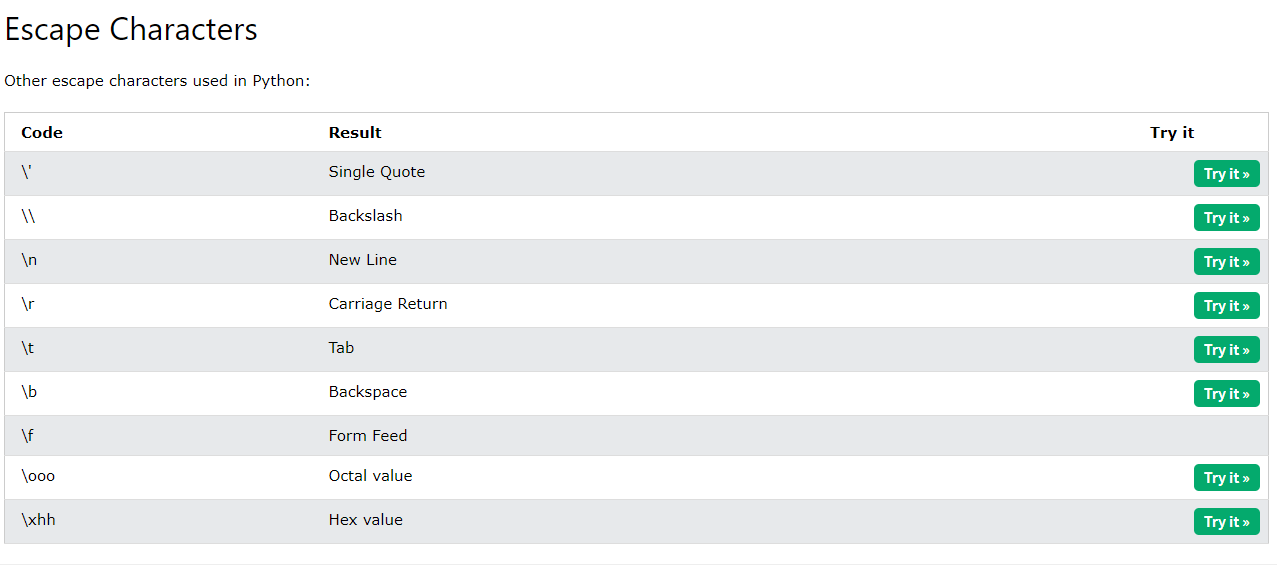 Escape Characters
Other escape characters used in Python:
Code Result Try it
\' Single Quote Try it »
\\ Backslash Try it »
\n New Line Try it »
\r Carriage Return Try it »
\t Tab Try it »
\b Backspace Try it »
\f Form Feed
\ooo Octal value Try it »
\xhh Hex value Try it »